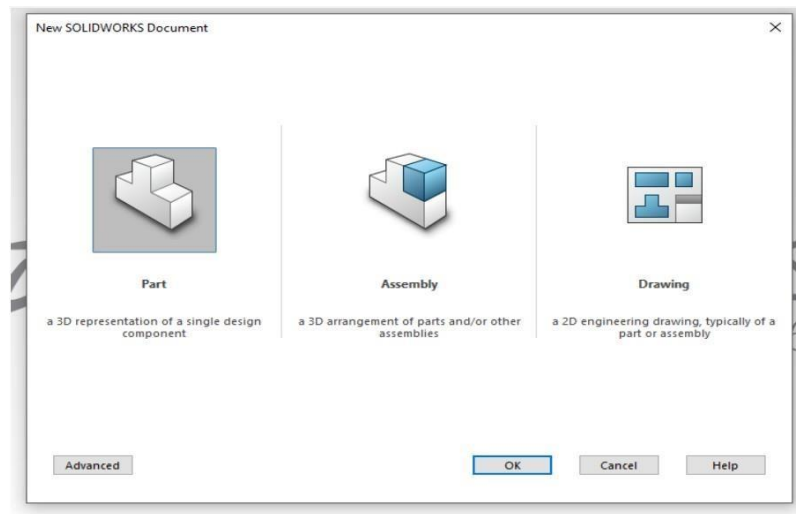 New SOLIDWORKS Document
Part
a 3D representation of a single design
component
Assembly
a 3D arrangement of parts and/or other
assemblies
Drawing
a 2D engineering drawing, typically of a
part or assembly
Advanced
OK
Cancel
Help